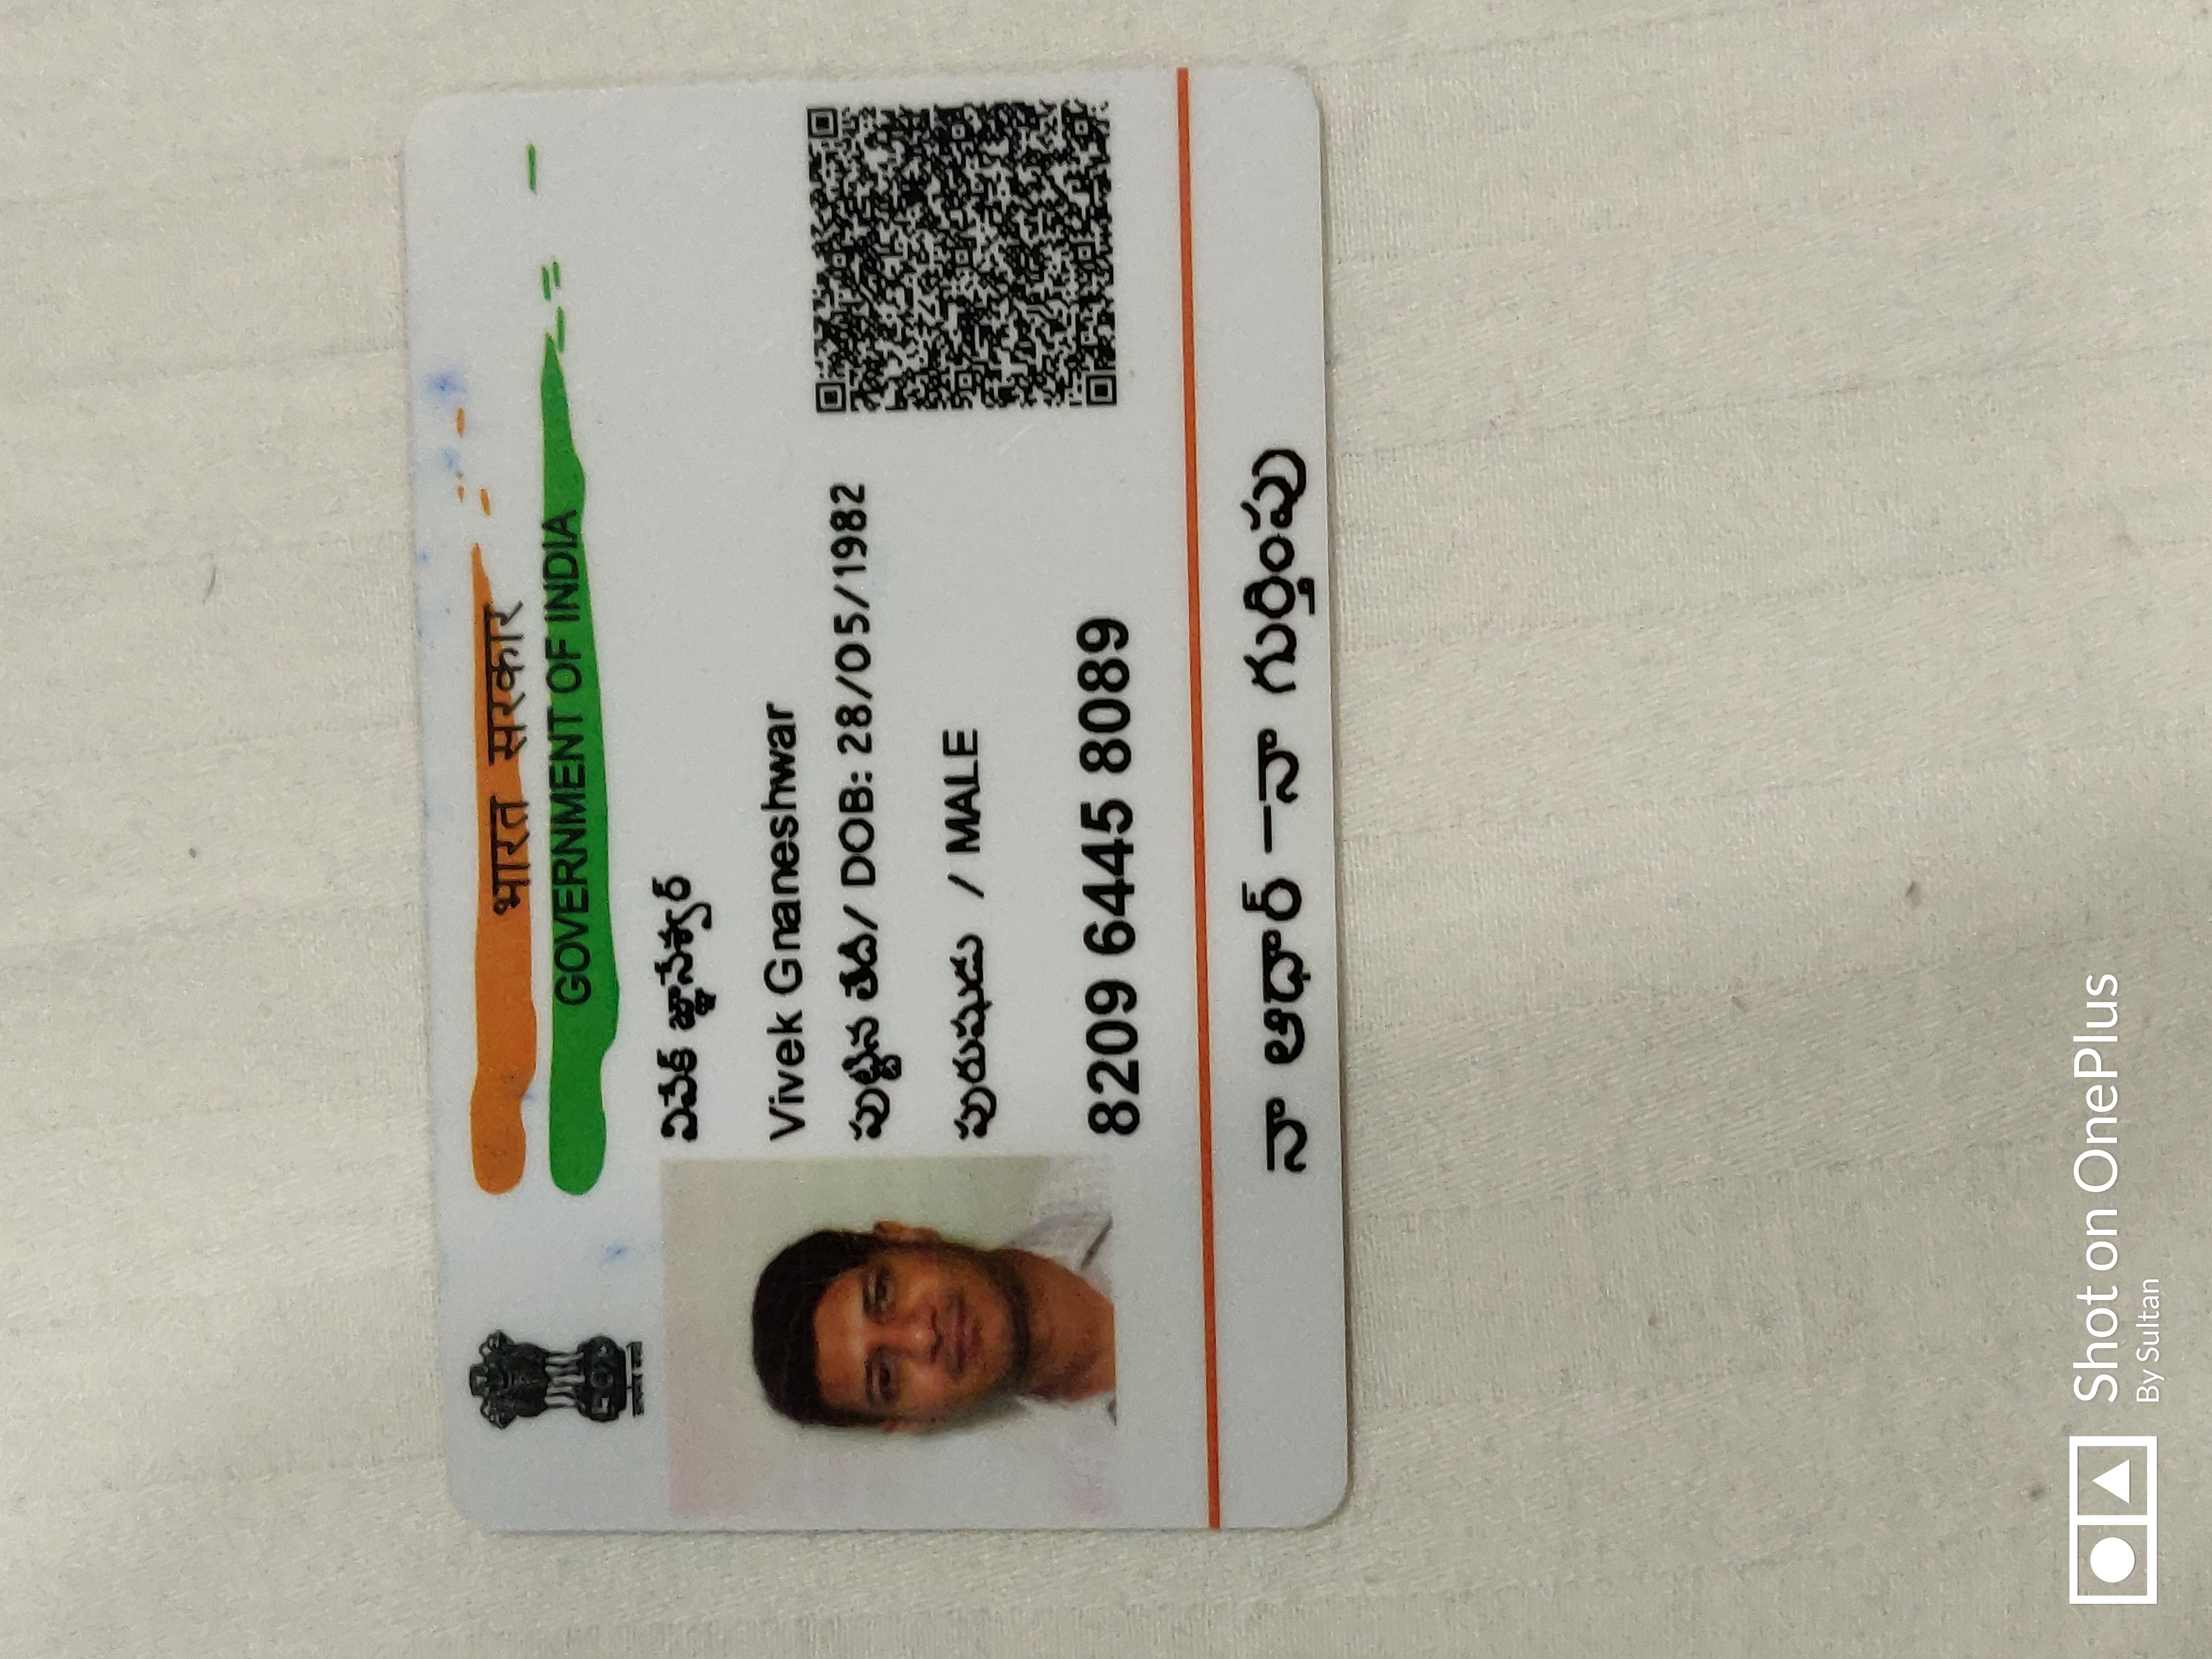 भारत सरकार
GOVERNMENT OF INDIA
వివేక్ జ్ఞానేశ్వర్
Vivek Gnaneshwar
పుట్టిన తేదీ/ DOB: 28/05/1982
పురుషుడు / MALE
8209 6445 8089
నా ఆధార్ –నా గుర్తింపు
Shot on OnePlus
By Sultan